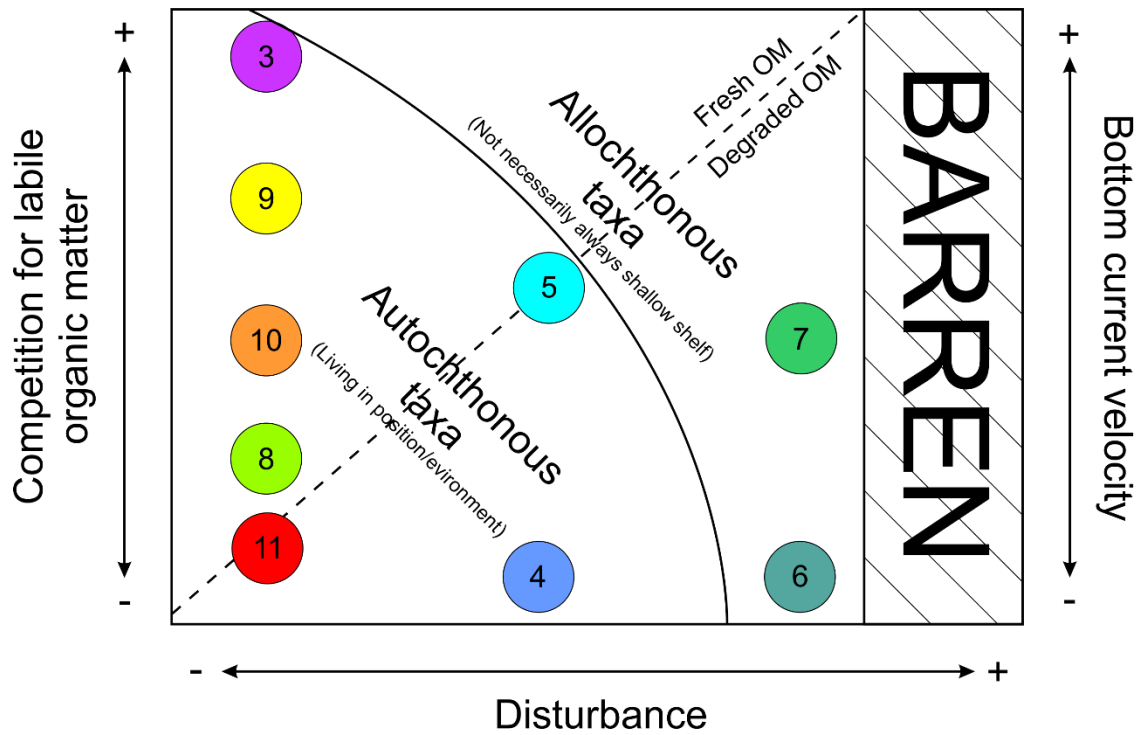 +
-
Competition for labile
organic matter
3
9
10
8
11
5
4
7
6
Fresh OM
Degraded OM
Allochthonous
taxa
(Not necessarily always shallow shelf)
Autochthonous
taxa
(Living in position/evironment)
BARREN
+
-
Bottom current velocity
-
+
Disturbance